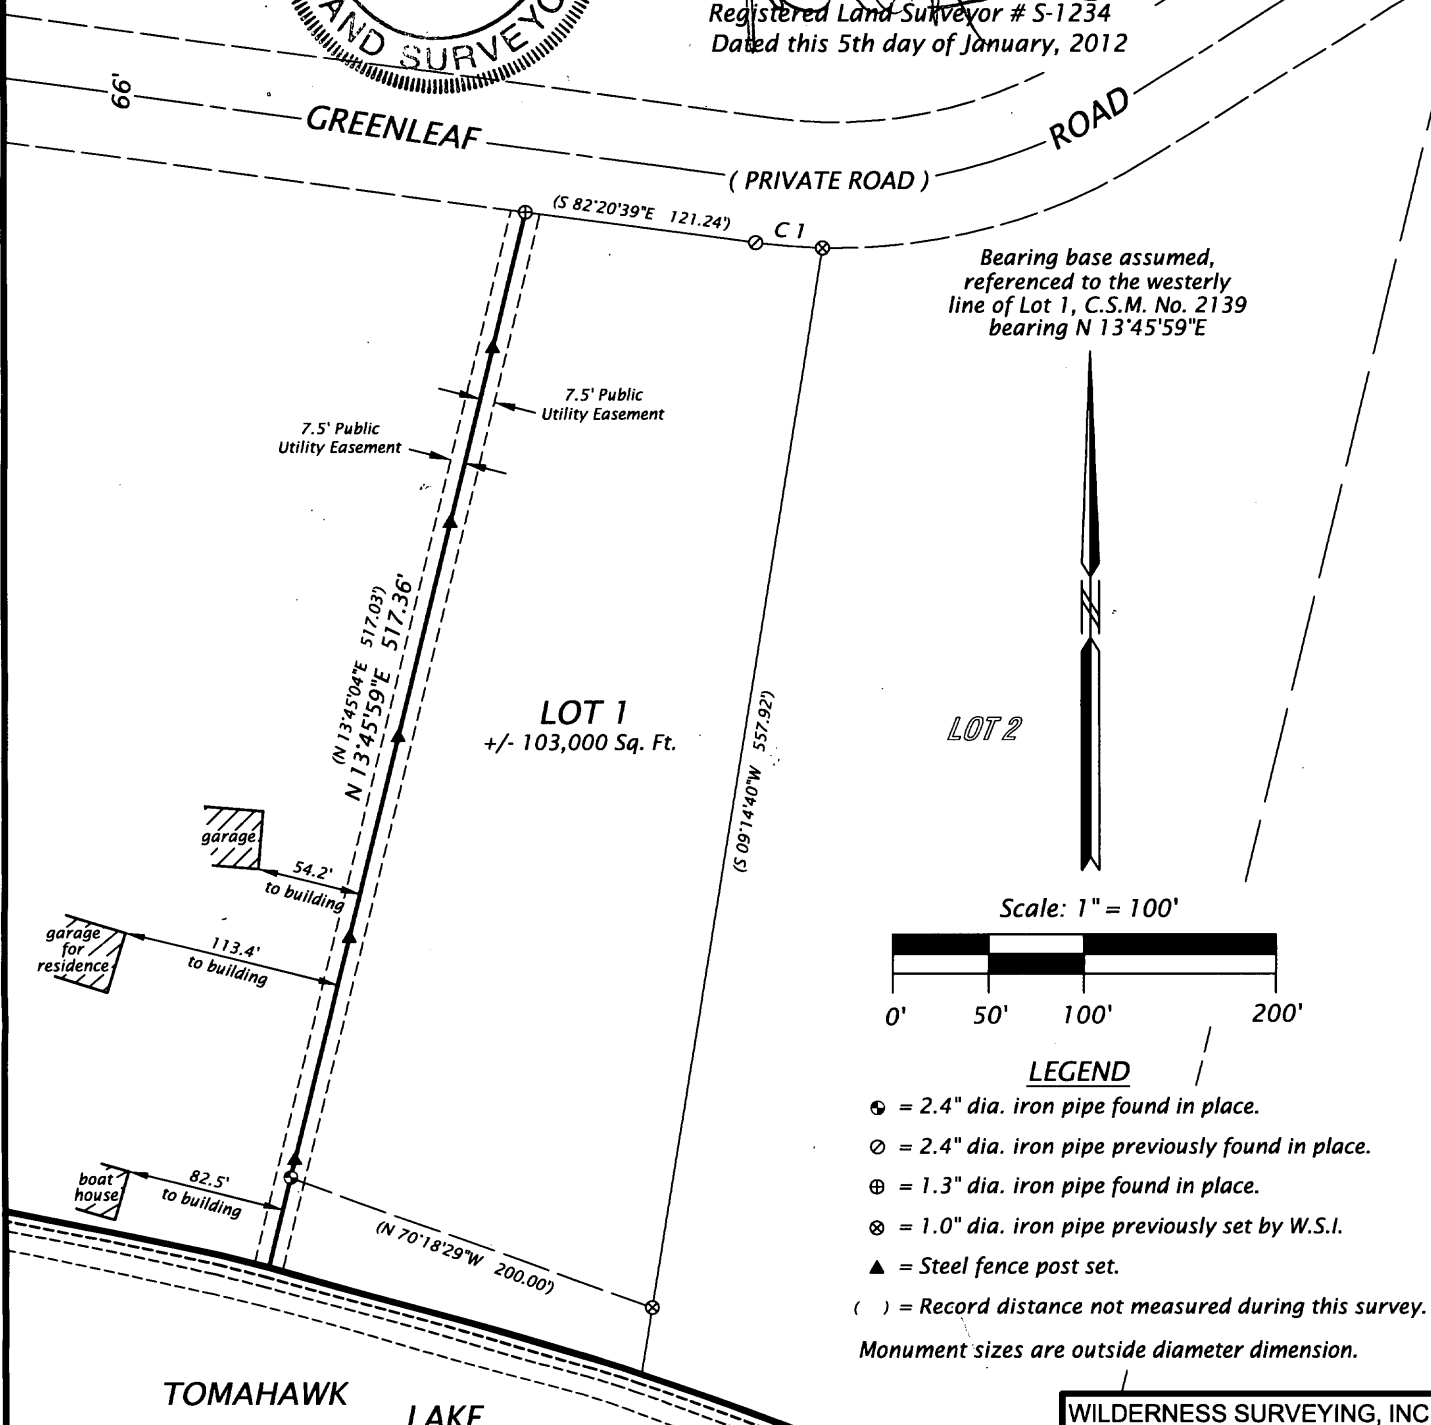 LAND SURVEYOR
Registered Land Surveyor # S-1234
Dated this 5th day of January, 2012
66'
GREENLEAF
ROAD
( PRIVATE ROAD )
(S 82°20'39"E 121.24')
C 1
Bearing base assumed,
referenced to the westerly
line of Lot 1, C.S.M. No. 2139
bearing N 13°45'59"E
7.5' Public
Utility Easement
7.5' Public
Utility Easement
(N 13°45'04"E 517.03')
N 13°45'59"E 517.36'
LOT 1
+/- 103,000 Sq. Ft.
(S 09°14'40"W 557.92')
LOT 2
garage
54.2'
to building
garage
for
residence
113.4'
to building
Scale: 1" = 100'
0' 50' 100' 200'
LEGEND
= 2.4" dia. iron pipe found in place.
= 2.4" dia. iron pipe previously found in place.
= 1.3" dia. iron pipe found in place.
= 1.0" dia. iron pipe previously set by W.S.I.
= Steel fence post set.
( ) = Record distance not measured during this survey.
Monument sizes are outside diameter dimension.
boat
house
82.5'
to building
(N 70°18'29"W 200.00')
TOMAHAWK
LAKE
WILDERNESS SURVEYING, INC